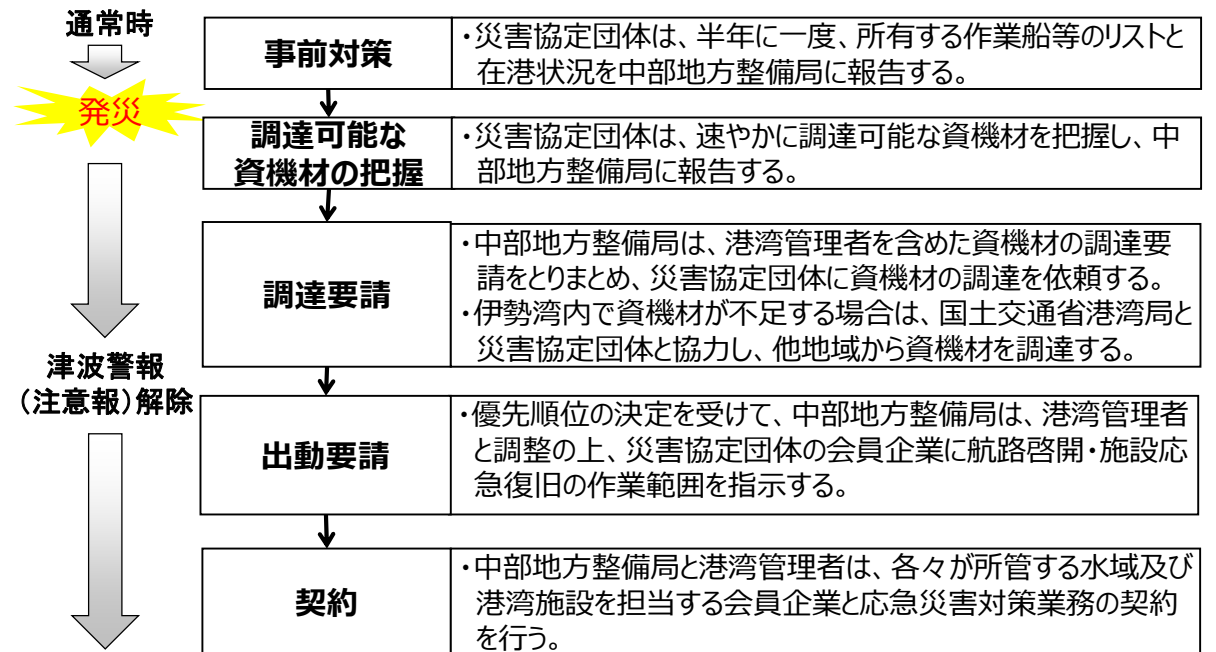 通常時
発災
津波警報
（注意報）解除
事前対策
・災害協定団体は、半年に一度、所有する作業船等のリストと
在港状況を中部地方整備局に報告する。
調達可能な
資機材の把握
・災害協定団体は、速やかに調達可能な資機材を把握し、中
部地方整備局に報告する。
調達要請
・中部地方整備局は、港湾管理者を含めた資機材の調達要
請をとりまとめ、災害協定団体に資機材の調達を依頼する。
・伊勢湾内で資機材が不足する場合は、国土交通省港湾局と
災害協定団体と協力し、他地域から資機材を調達する。
出動要請
・優先順位の決定を受けて、中部地方整備局は、港湾管理者
と調整の上、災害協定団体の会員企業に航路啓開・施設応
急復旧の作業範囲を指示する。
契約
・中部地方整備局と港湾管理者は、各々が所管する水域及び
港湾施設を担当する会員企業と応急災害対策業務の契約
を行う。